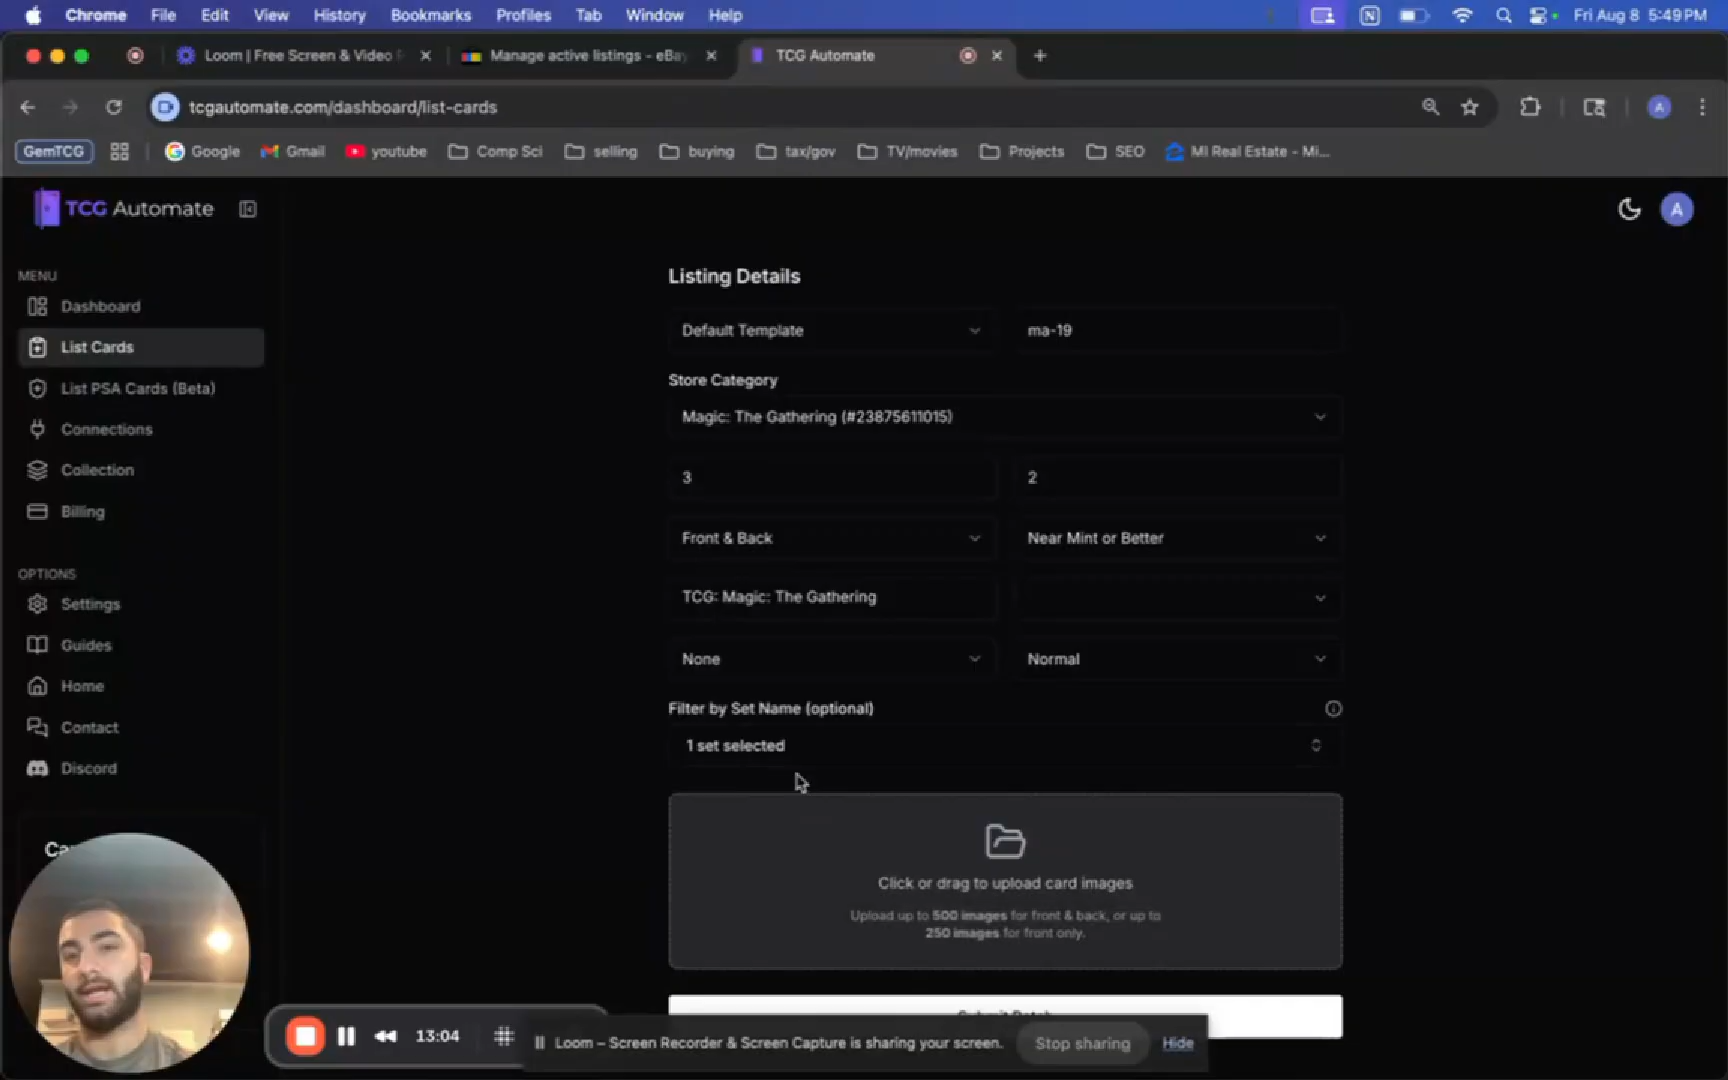 Chrome File Edit View History Bookmarks Profiles Tab Window Help Fri Aug 8 5:49 PM
Loom | Free Screen & Video Manage active listings - eBay TCG Automate
tcgautomate.com/dashboard/list-cards
GemTCG Google Gmail youtube Comp Sci selling buying tax/gov TV/movies Projects SEO MI Real Estate - Mi...
TCG Automate
A
MENU
Dashboard
List Cards
List PSA Cards (Beta)
Connections
Collection
Billing
OPTIONS
Settings
Guides
Home
Contact
Discord
Listing Details
Default Template ma-19
Store Category
Magic: The Gathering (#23875611015)
3 2
Front & Back Near Mint or Better
TCG: Magic: The Gathering
None Normal
Filter by Set Name (optional)
1 set selected
Click or drag to upload card images
Upload up to 500 images for front & back, or up to
250 images for front only.
13:04
Loom – Screen Recorder & Screen Capture is sharing your screen. Stop sharing Hide